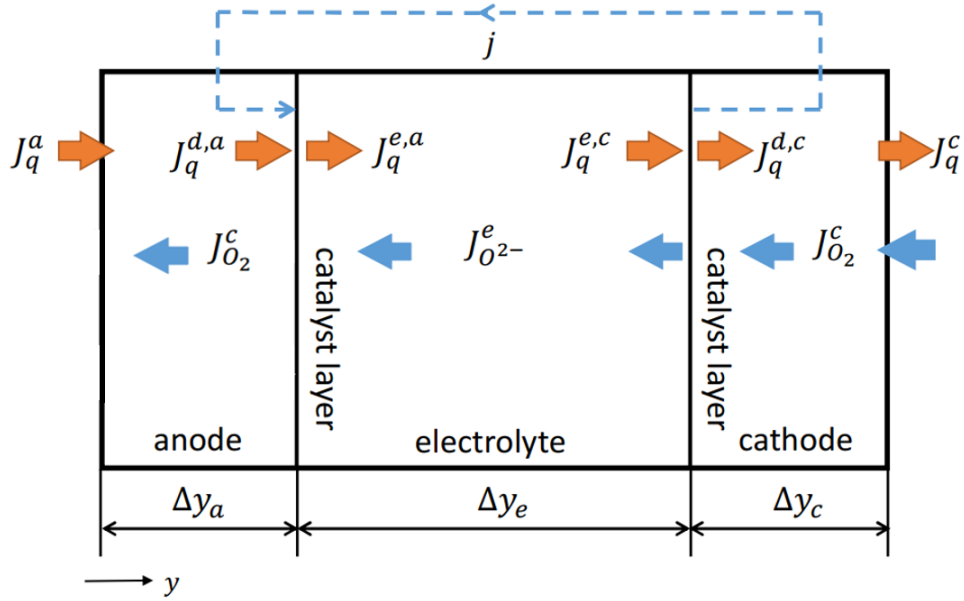 j
J_q^a
J_q^{d,a}
J_q^{e,a}
J_q^{e,c}
J_q^{d,c}
J_q^c
J_{O_2}^c
J_{O^{2-}}^e
J_{O_2}^c
catalyst layer
catalyst layer
anode
electrolyte
cathode
Δy_a
Δy_e
Δy_c
y